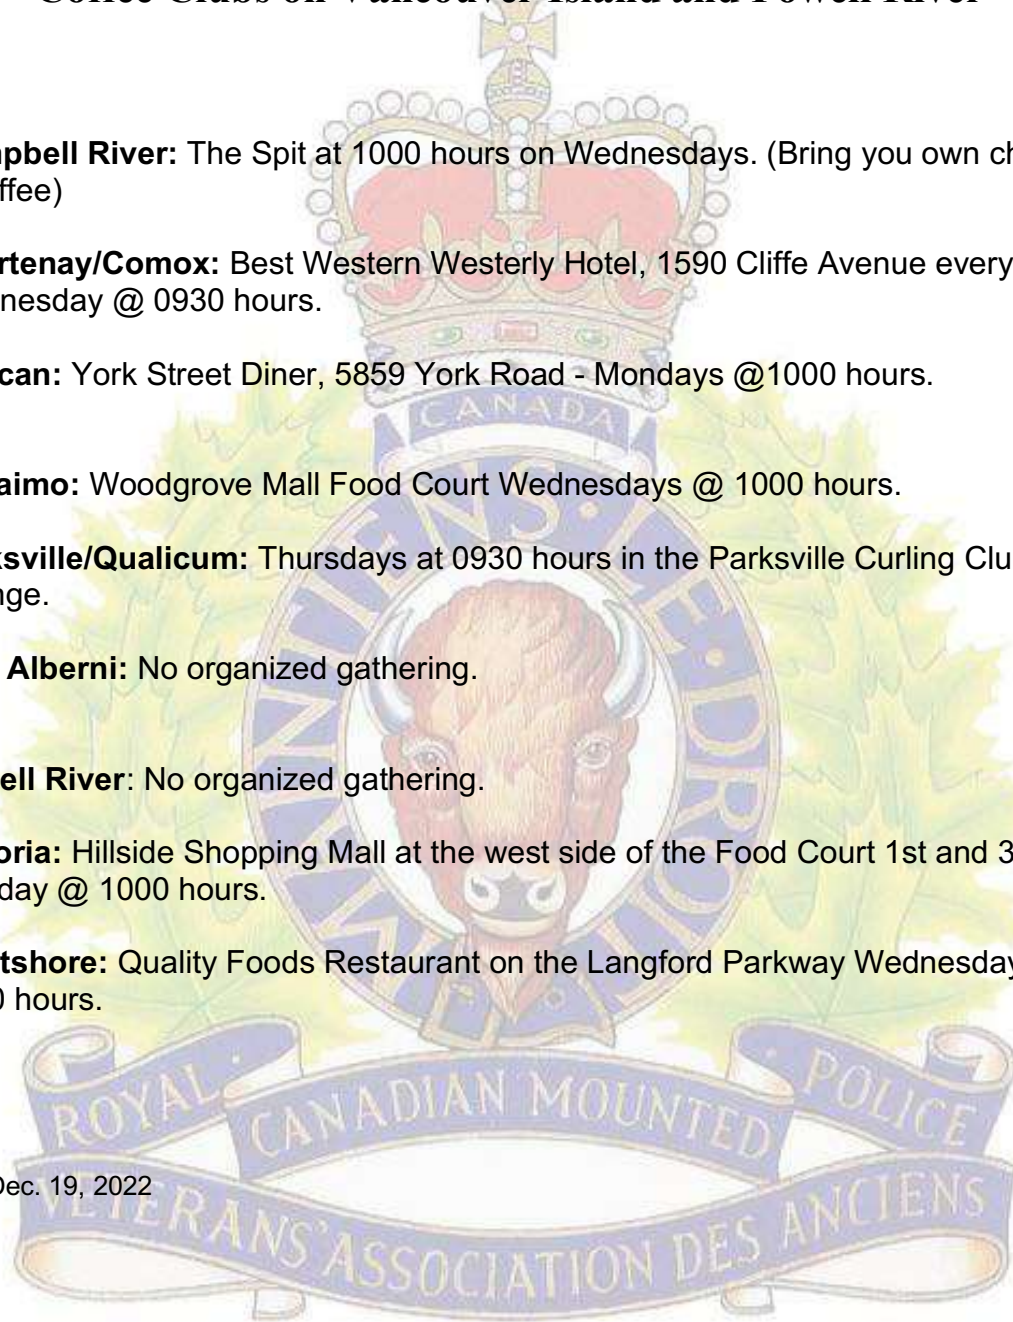 Coffee Clubs on Vancouver Island and Powell River
pbell River: The Spit at 1000 hours on Wednesdays. (Bring you own ch
ffee)
rtenay/Comox: Best Western Westerly Hotel, 1590 Cliffe Avenue every
nesday @ 0930 hours.
can: York Street Diner, 5859 York Road - Mondays @1000 hours.
aimo: Woodgrove Mall Food Court Wednesdays @ 1000 hours.
ksville/Qualicum: Thursdays at 0930 hours in the Parksville Curling Clu
nge.
Alberni: No organized gathering.
ell River: No organized gathering.
oria: Hillside Shopping Mall at the west side of the Food Court 1st and 3
day @ 1000 hours.
tshore: Quality Foods Restaurant on the Langford Parkway Wednesday
0 hours.
Dec. 19, 2022
CANADA
MAINTIENS LE DROIT
ROYAL CANADIAN MOUNTED POLICE
VETERANS' ASSOCIATION DES ANCIENS